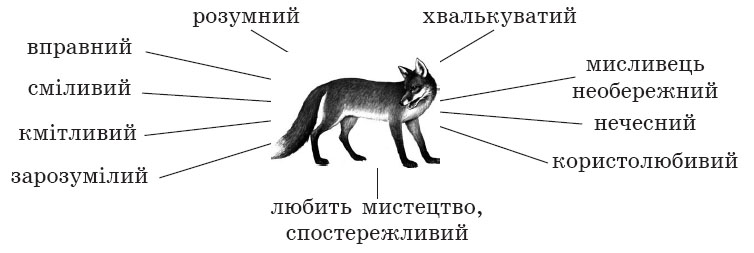 розумний
хвалькуватий
вправний
сміливий
кмітливий
зарозумілий
мисливець
необережний
нечесний
користолюбивий
любить мистецтво,
спостережливий